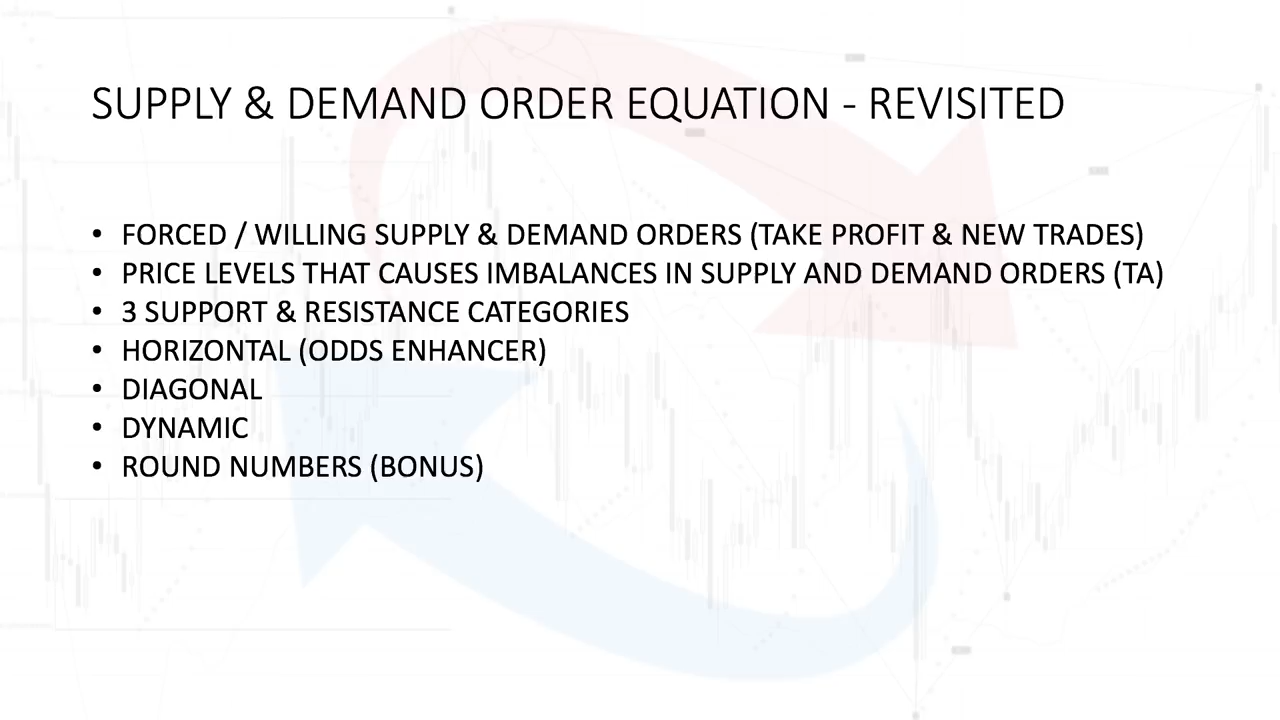 SUPPLY & DEMAND ORDER EQUATION - REVISITED
• FORCED / WILLING SUPPLY & DEMAND ORDERS (TAKE PROFIT & NEW TRADES)
• PRICE LEVELS THAT CAUSES IMBALANCES IN SUPPLY AND DEMAND ORDERS (TA)
• 3 SUPPORT & RESISTANCE CATEGORIES
• HORIZONTAL (ODDS ENHANCER)
• DIAGONAL
• DYNAMIC
• ROUND NUMBERS (BONUS)